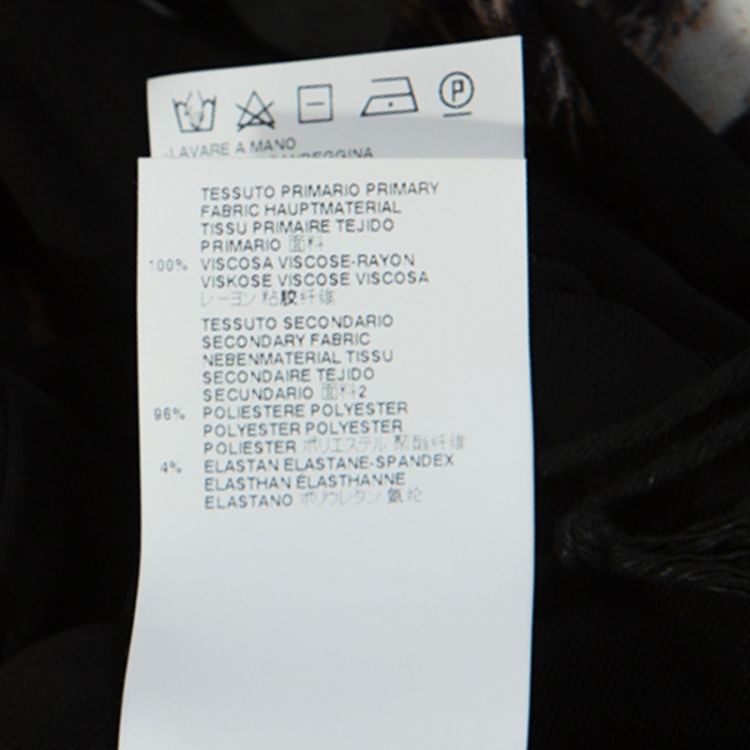 P
-LAVARE A MANO
CANDEGGINA
TESSUTO PRIMARIO PRIMARY
FABRIC HAUPTMATERIAL
TISSU PRIMAIRE TEJIDO
PRIMARIO 面料
100% VISCOSA VISCOSE-RAYON
VISKOSE VISCOSE VISCOSA
レーヨン 粘胶纤维
TESSUTO SECONDARIO
SECONDARY FABRIC
NEBENMATERIAL TISSU
SECONDAIRE TEJIDO
SECUNDARIO 面料2
96% POLIESTERE POLYESTER
POLYESTER POLYESTER
POLIESTER ポリエステル 聚酯纤维
4% ELASTAN ELASTANE-SPANDEX
ELASTHAN ELASTHANNE
ELASTANO ポリウレタン 氨纶